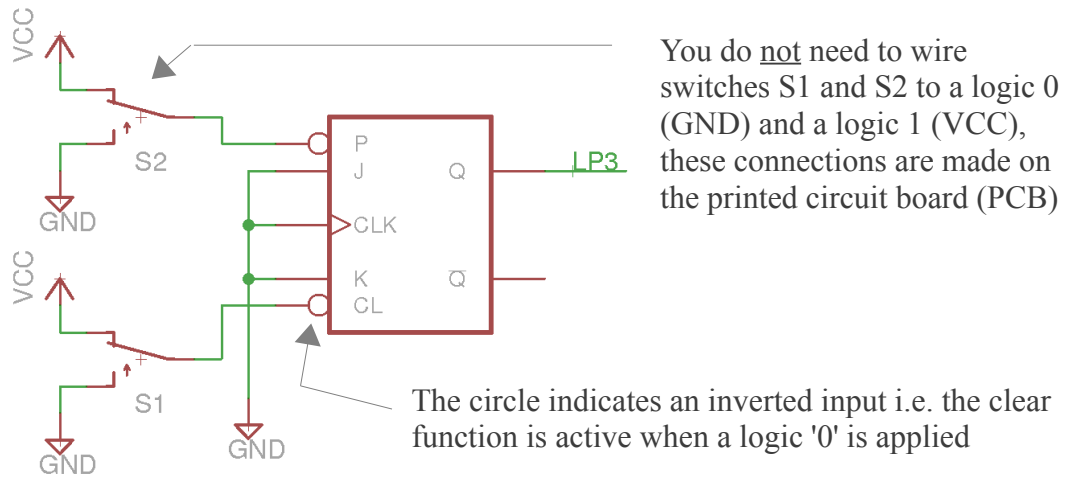 VCC
You do not need to wire
switches S1 and S2 to a logic 0
(GND) and a logic 1 (VCC),
these connections are made on
the printed circuit board (PCB)
S2
GND
P
J
Q
LP3
CLK
K
Q̅
CL
VCC
S1
GND
GND
The circle indicates an inverted input i.e. the clear
function is active when a logic '0' is applied